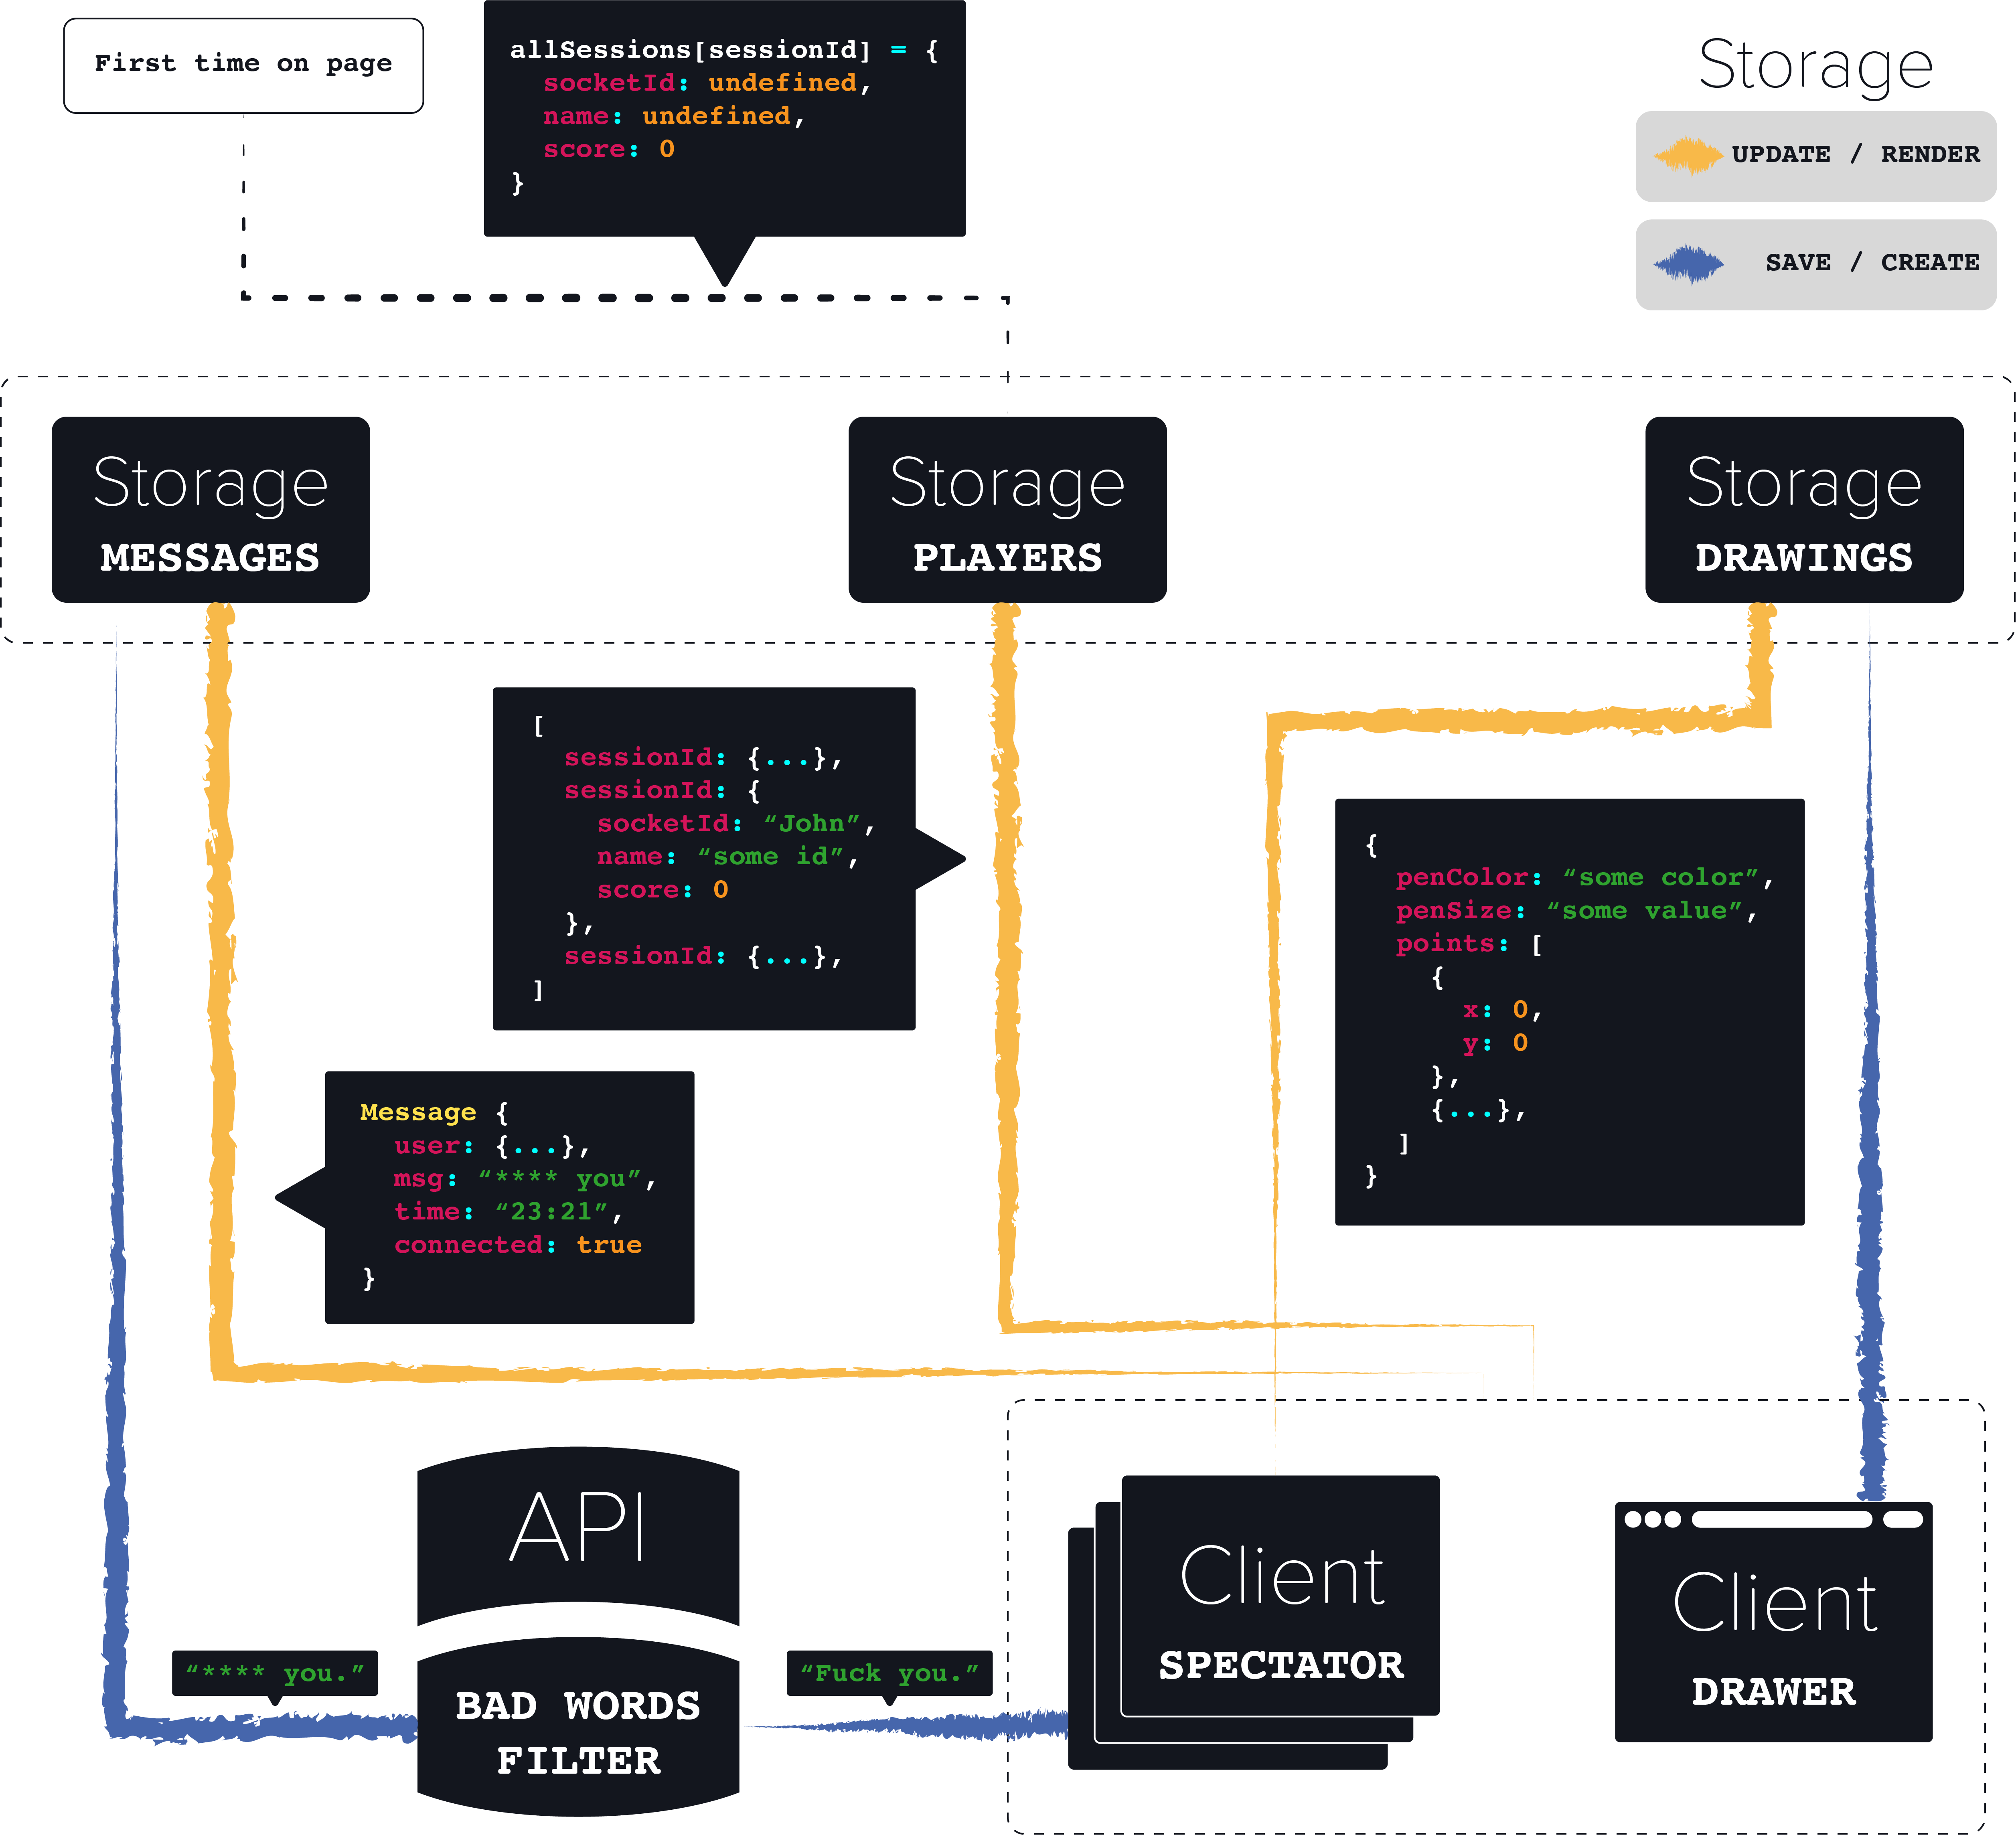 First time on page
allSessions[sessionId] = {
socketId: undefined,
name: undefined,
score: 0
}
Storage
UPDATE / RENDER
SAVE / CREATE
Storage
MESSAGES
Storage
PLAYERS
Storage
DRAWINGS
[
sessionId: {...},
sessionId: {
socketId: “John”,
name: “some id”,
score: 0
},
sessionId: {...},
]
{
penColor: “some color”,
penSize: “some value”,
points: [
{
x: 0,
y: 0
},
{...},
]
}
Message {
user: {...},
msg: “**** you”,
time: “23:21”,
connected: true
}
API
BAD WORDS
FILTER
“**** you.”
“Fuck you.”
Client
SPECTATOR
Client
DRAWER